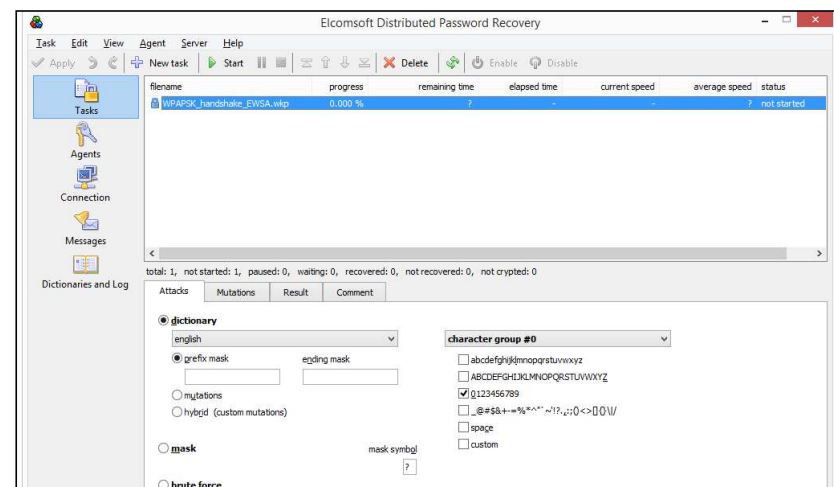 Elcomsoft Distributed Password Recovery
Task Edit View Agent Server Help
Apply New task Start Delete Enable Disable
Tasks
Agents
Connection
Messages
Dictionaries and Log
filename progress remaining time elapsed time current speed average speed status
WPAPSK_handshake_EWSA.wkp 0.000 % ? - - ? not started
total: 1, not started: 1, paused: 0, waiting: 0, recovered: 0, not recovered: 0, not crypted: 0
Attacks Mutations Result Comment
dictionary
english character group #0
prefix mask ending mask abcdefghijklmnopqrstuvwxyz
ABCDEFGHIJKLMNOPQRSTUVWXYZ
mutations 0123456789
hybrid (custom mutations)
space
mask mask symbol custom
?
brute force